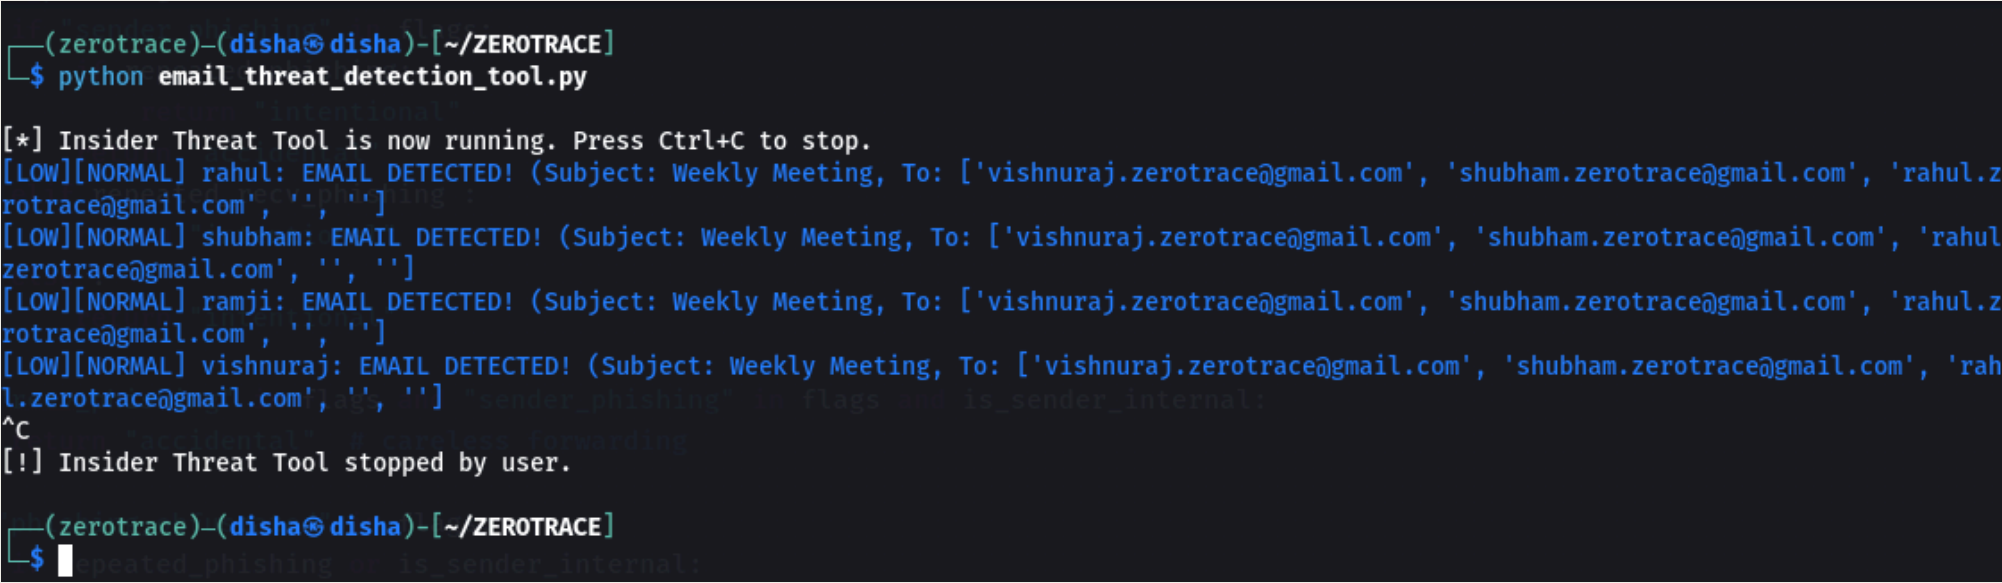 (zerotrace)-(disha㉿disha)-[~/ZEROTRACE]
$ python email_threat_detection_tool.py
[*] Insider Threat Tool is now running. Press Ctrl+C to stop.
[LOW][NORMAL] rahul: EMAIL DETECTED! (Subject: Weekly Meeting, To: ['vishnuraj.zerotrace@gmail.com', 'shubham.zerotrace@gmail.com', 'rahul.z
rotrace@gmail.com', '', '']
[LOW][NORMAL] shubham: EMAIL DETECTED! (Subject: Weekly Meeting, To: ['vishnuraj.zerotrace@gmail.com', 'shubham.zerotrace@gmail.com', 'rahul
zerotrace@gmail.com', '', '']
[LOW][NORMAL] ramji: EMAIL DETECTED! (Subject: Weekly Meeting, To: ['vishnuraj.zerotrace@gmail.com', 'shubham.zerotrace@gmail.com', 'rahul.z
rotrace@gmail.com', '', '']
[LOW][NORMAL] vishnuraj: EMAIL DETECTED! (Subject: Weekly Meeting, To: ['vishnuraj.zerotrace@gmail.com', 'shubham.zerotrace@gmail.com', 'rah
l.zerotrace@gmail.com', '', '']
^C
[!] Insider Threat Tool stopped by user.
(zerotrace)-(disha㉿disha)-[~/ZEROTRACE]
$